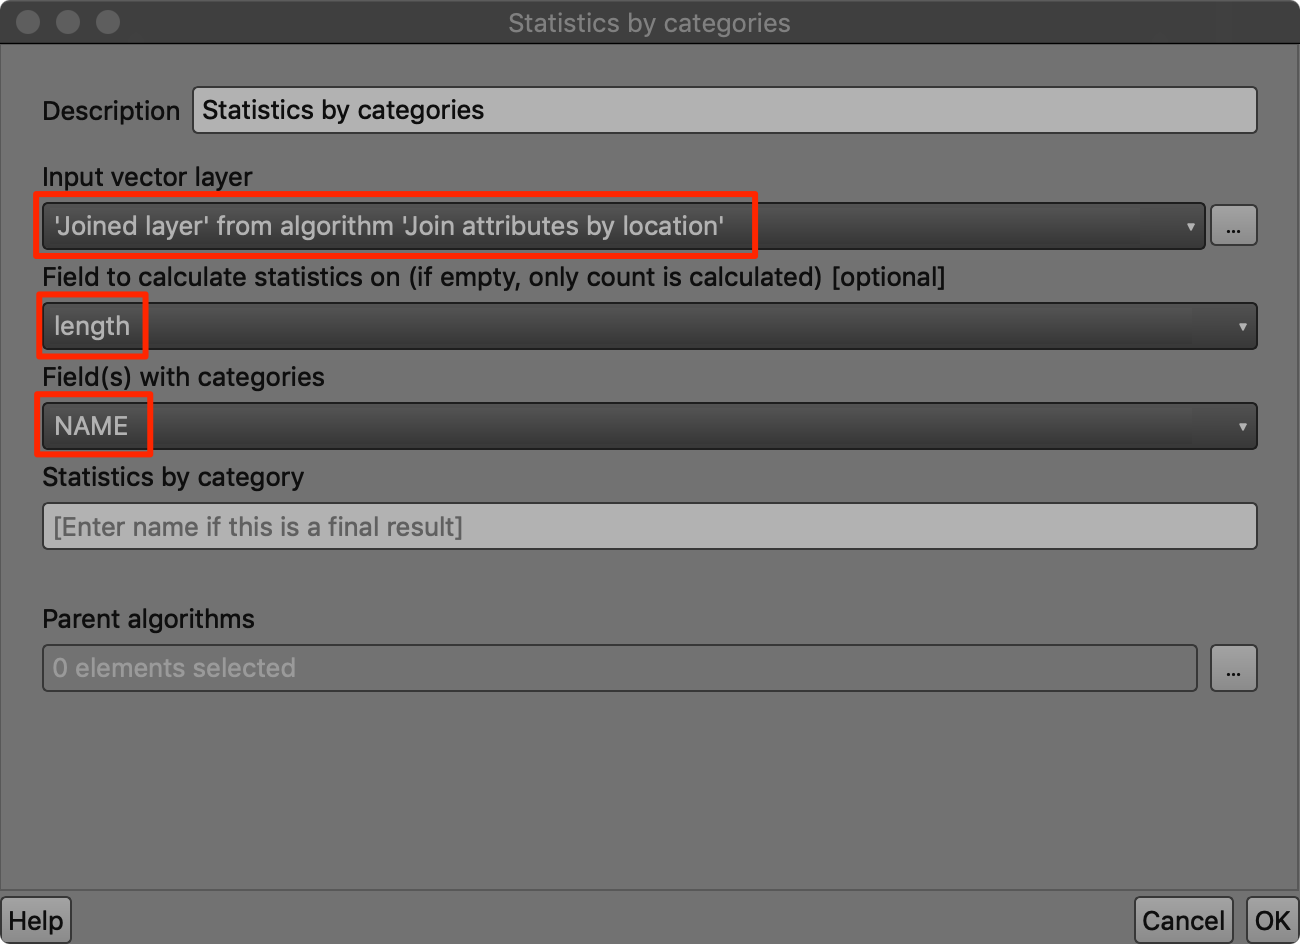 Statistics by categories
Description Statistics by categories
Input vector layer
'Joined layer' from algorithm 'Join attributes by location' ...
Field to calculate statistics on (if empty, only count is calculated) [optional]
length
Field(s) with categories
NAME
Statistics by category
[Enter name if this is a final result]
Parent algorithms
0 elements selected ...
Help Cancel OK